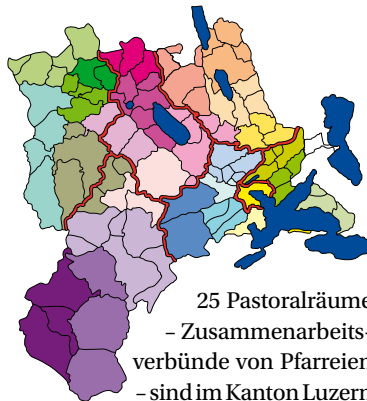 25 Pastoralräume
– Zusammenarbeits-
verbünde von Pfarreien
– sind im Kanton Luzern